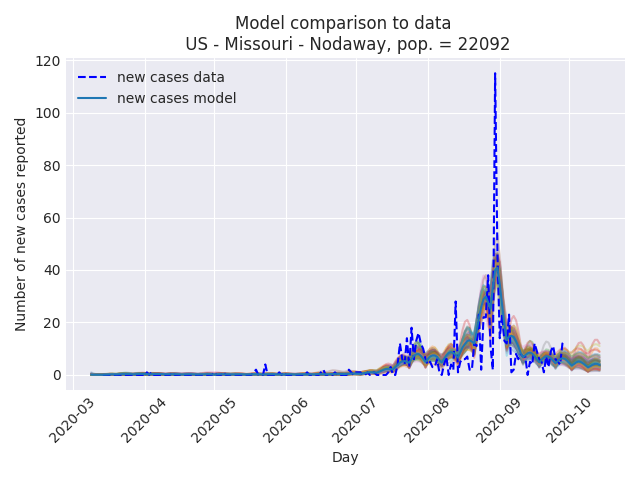 Model comparison to data
US - Missouri - Nodaway, pop. = 22092
new cases data
new cases model
Number of new cases reported
120
100
80
60
40
20
0
2020-03
2020-04
2020-05
2020-06
2020-07
2020-08
2020-09
2020-10
Day